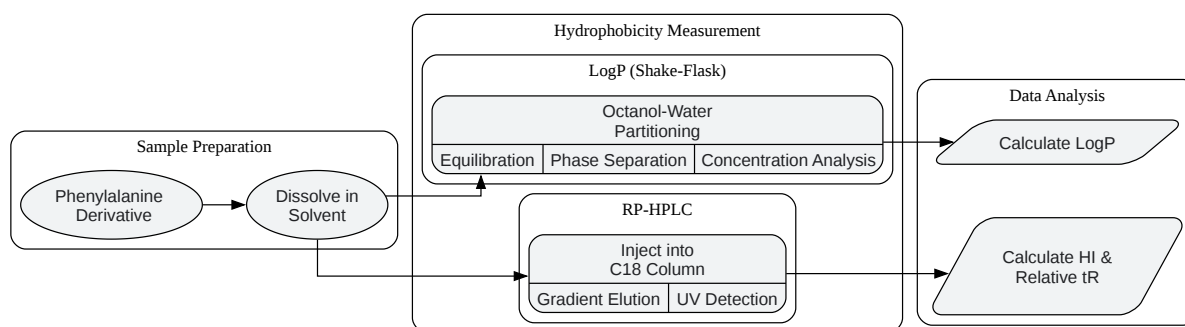 Hydrophobicity Measurement
LogP (Shake-Flask)
Octanol-Water
Partitioning
Equilibration
Phase Separation
Concentration Analysis
Data Analysis
Calculate LogP
Sample Preparation
Phenylalanine
Derivative
Dissolve in
Solvent
RP-HPLC
Inject into
C18 Column
Gradient Elution
UV Detection
Calculate HI &
Relative tR